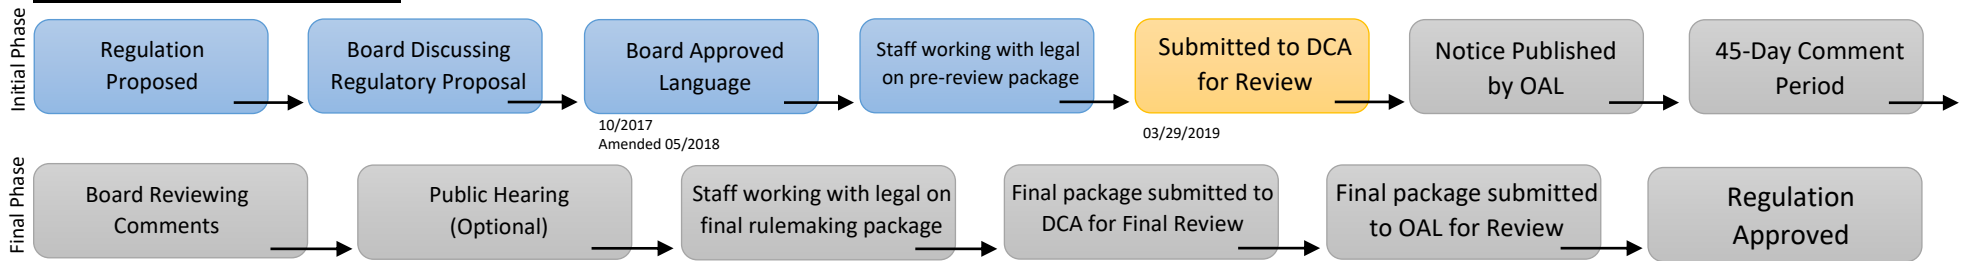 Initial Phase
Regulation
Proposed
Board Discussing
Regulatory Proposal
Board Approved
Language
Staff working with legal
on pre-review package
Submitted to DCA
for Review
Notice Published
by OAL
45-Day Comment
Period
10/2017
Amended 05/2018
03/29/2019
Final Phase
Board Reviewing
Comments
Public Hearing
(Optional)
Staff working with legal on
final rulemaking package
Final package submitted to
DCA for Final Review
Final package submitted
to OAL for Review
Regulation
Approved